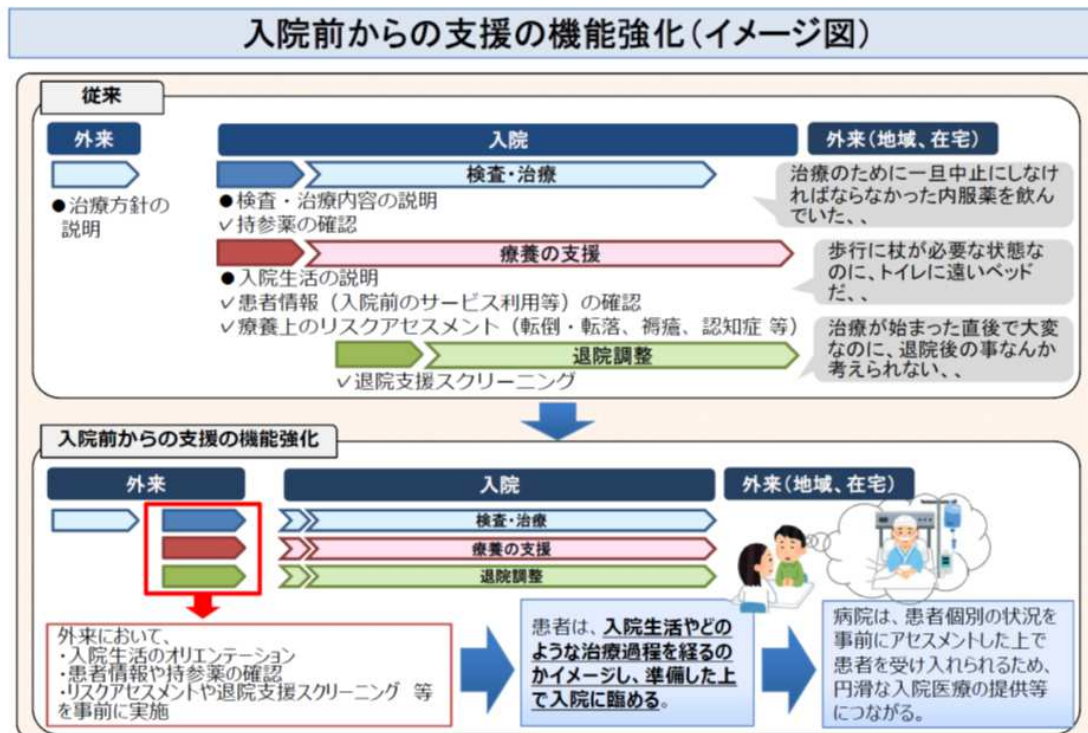 入院前からの支援の機能強化(イメージ図)
従来
外来
入院
外来(地域、在宅)
●治療方針の
説明
検査・治療
●検査・治療内容の説明
✓持参薬の確認
療養の支援
●入院生活の説明
✓患者情報(入院前のサービス利用等)の確認
✓療養上のリスクアセスメント(転倒・転落、褥瘡、認知症 等)
退院調整
✓退院支援スクリーニング
治療のために一旦中止にしなけ
ればならなかった内服薬を飲ん
でいた、、
歩行に杖が必要な状態な
のに、トイレに遠いベッド
だ、、
治療が始まった直後で大変
なのに、退院後の事なんか
考えられない、、
入院前からの支援の機能強化
外来
入院
外来(地域、在宅)
検査・治療
療養の支援
退院調整
外来において、
・入院生活のオリエンテーション
・患者情報や持参薬の確認
・リスクアセスメントや退院支援スクリーニング 等
を事前に実施
患者は、入院生活やどの
ような治療過程を経るの
かイメージし、準備した上
で入院に臨める。
病院は、患者個別の状況を
事前にアセスメントした上で
患者を受け入れられるため、
円滑な入院医療の提供等
につながる。